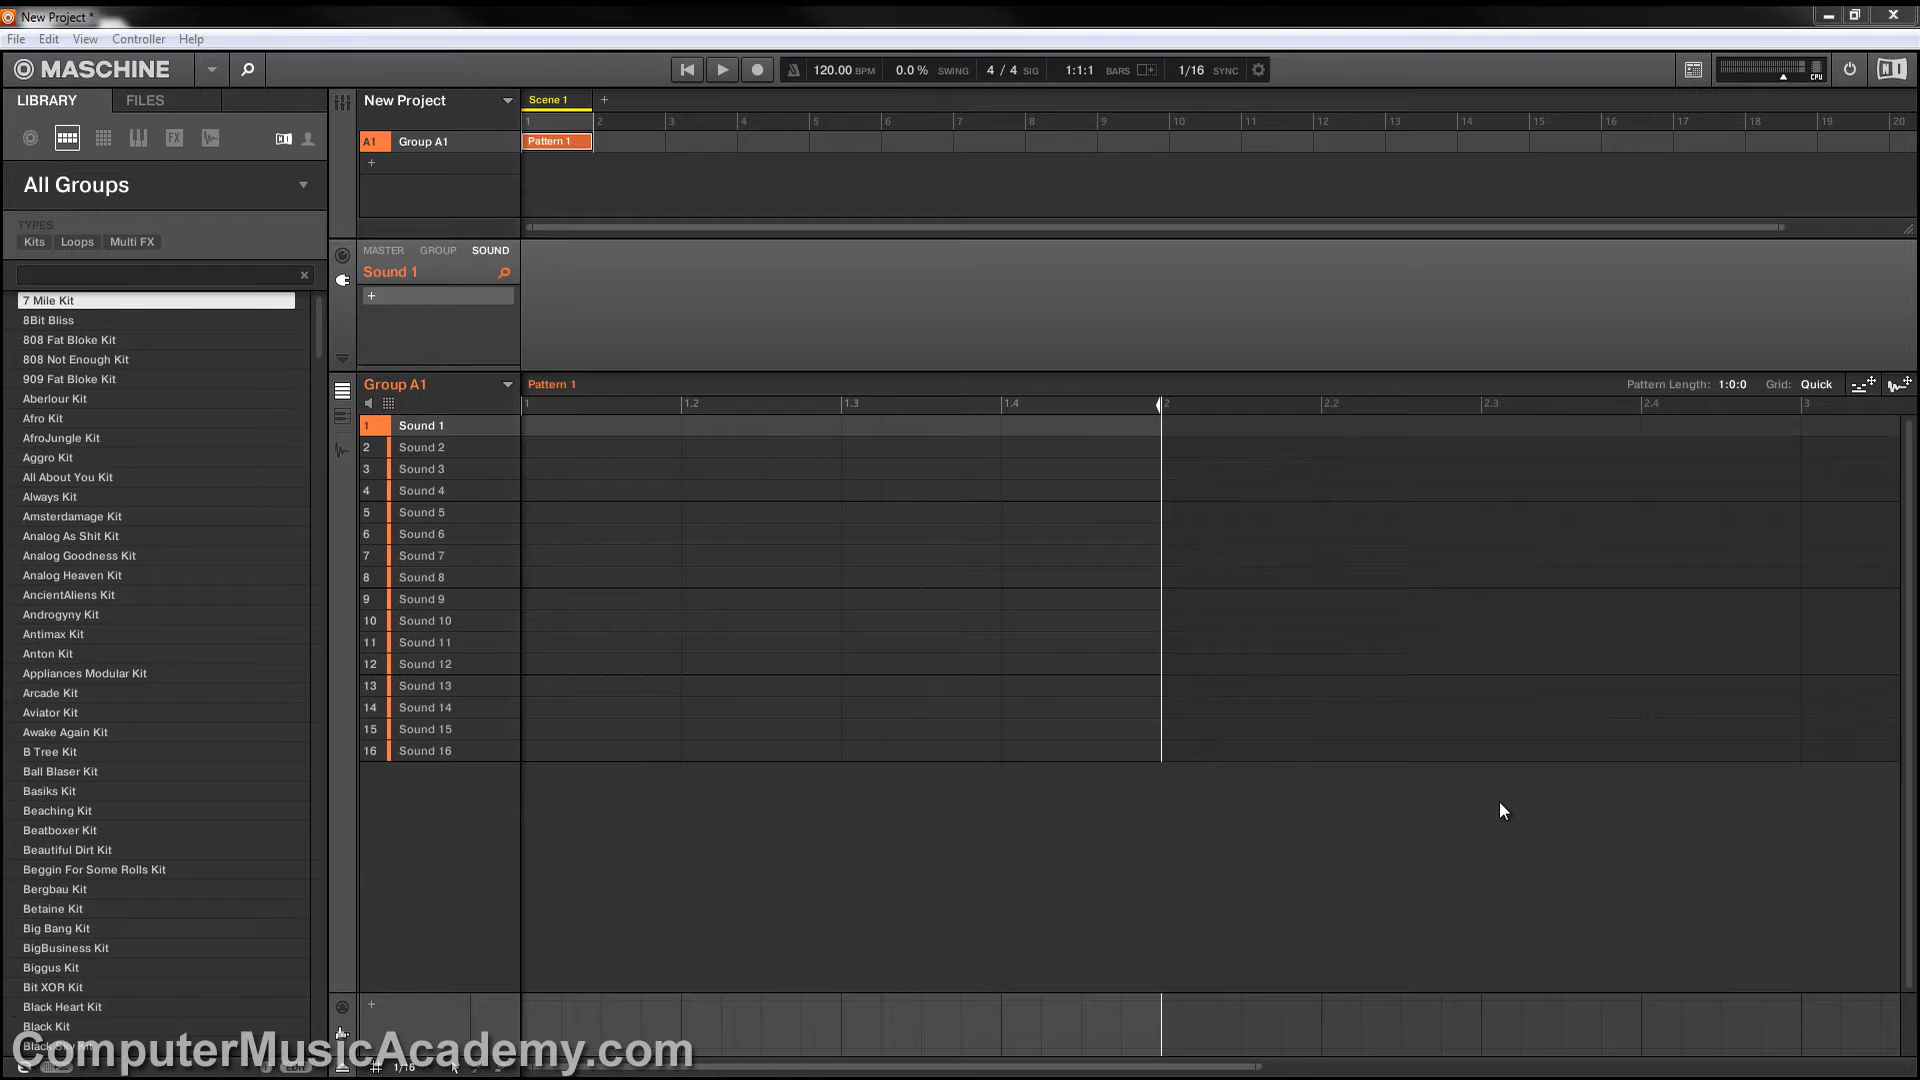 New Project *
File Edit View Controller Help
MASCHINE
120.00 BPM 0.0 % SWING 4 / 4 SIG 1:1:1 BARS 1/16 SYNC CPU
LIBRARY FILES
New Project
Scene 1 +
1 2 3 4 5 6 7 8 9 10 11 12 13 14 15 16 17 18 19 20
A1 Group A1 Pattern 1
+
FX
All Groups
TYPES
Kits Loops Multi FX
MASTER GROUP SOUND
Sound 1
+
7 Mile Kit
8Bit Bliss
808 Fat Bloke Kit
808 Not Enough Kit
909 Fat Bloke Kit
Aberlour Kit
Afro Kit
AfroJungle Kit
Aggro Kit
All About You Kit
Always Kit
Amsterdamage Kit
Analog As Shit Kit
Analog Goodness Kit
Analog Heaven Kit
AncientAliens Kit
Androgyny Kit
Antimax Kit
Anton Kit
Appliances Modular Kit
Arcade Kit
Aviator Kit
Awake Again Kit
B Tree Kit
Ball Blaser Kit
Basiks Kit
Beaching Kit
Beatboxer Kit
Beautiful Dirt Kit
Beggin For Some Rolls Kit
Bergbau Kit
Betaine Kit
Big Bang Kit
BigBusiness Kit
Biggus Kit
Bit XOR Kit
Black Heart Kit
Black Kit
Group A1 Pattern 1 Pattern Length: 1:0:0 Grid: Quick
1 1.2 1.3 1.4 2 2.2 2.3 2.4 3
1 Sound 1
2 Sound 2
3 Sound 3
4 Sound 4
5 Sound 5
6 Sound 6
7 Sound 7
8 Sound 8
9 Sound 9
10 Sound 10
11 Sound 11
12 Sound 12
13 Sound 13
14 Sound 14
15 Sound 15
16 Sound 16
+
1/16
ComputerMusicAcademy.com